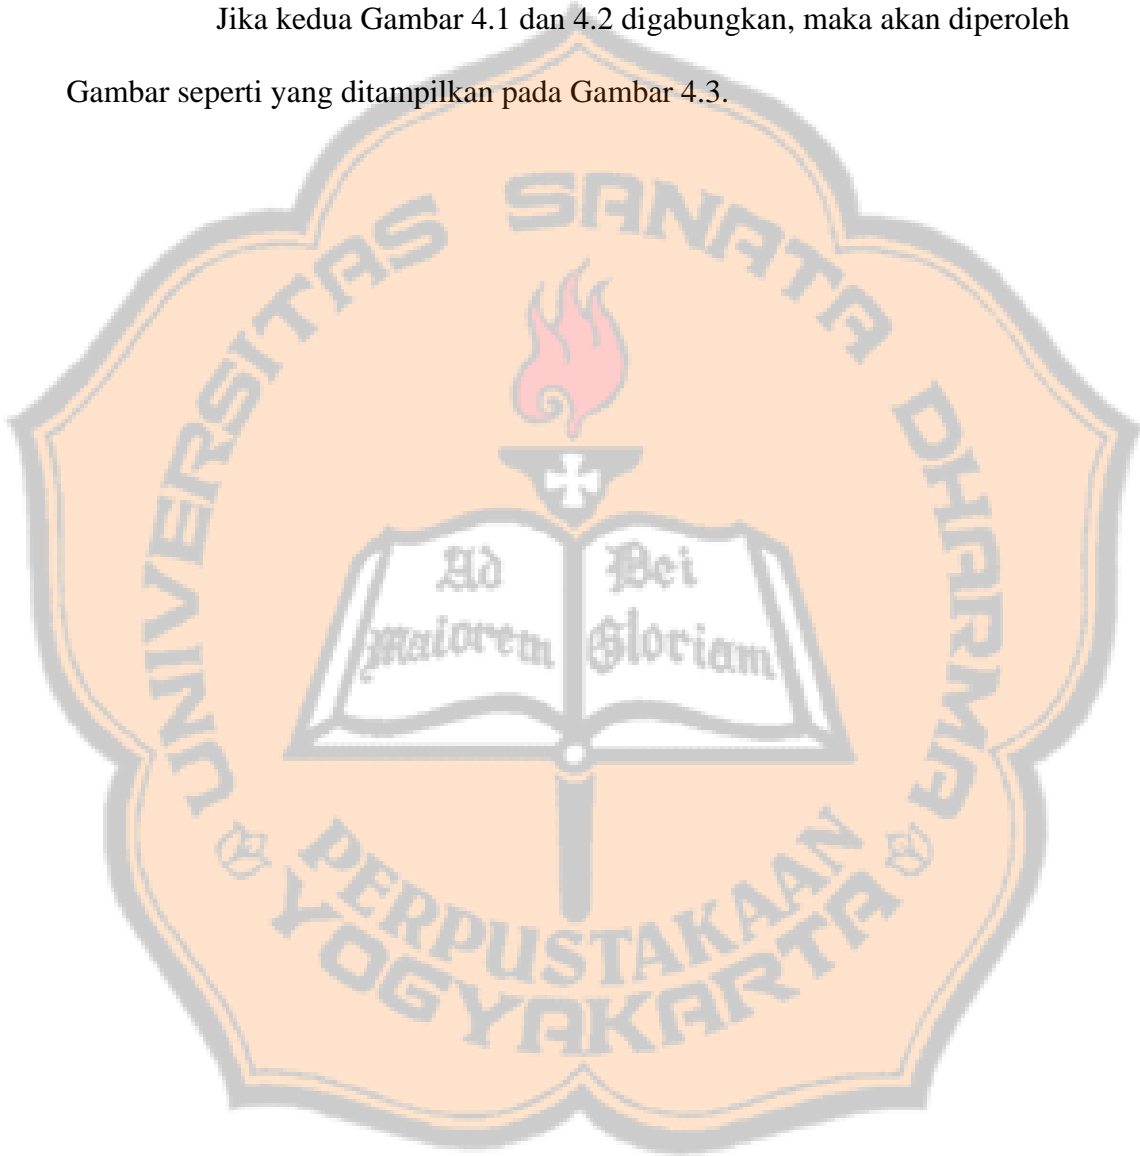 Jika kedua Gambar 4.1 dan 4.2 digabungkan, maka akan diperoleh
Gambar seperti yang ditampilkan pada Gambar 4.3.
UNIVERSITAS SANATA DHARMA
Ad Dei
Maiorem Gloriam
PERPUSTAKAAN
YOGYAKARTA